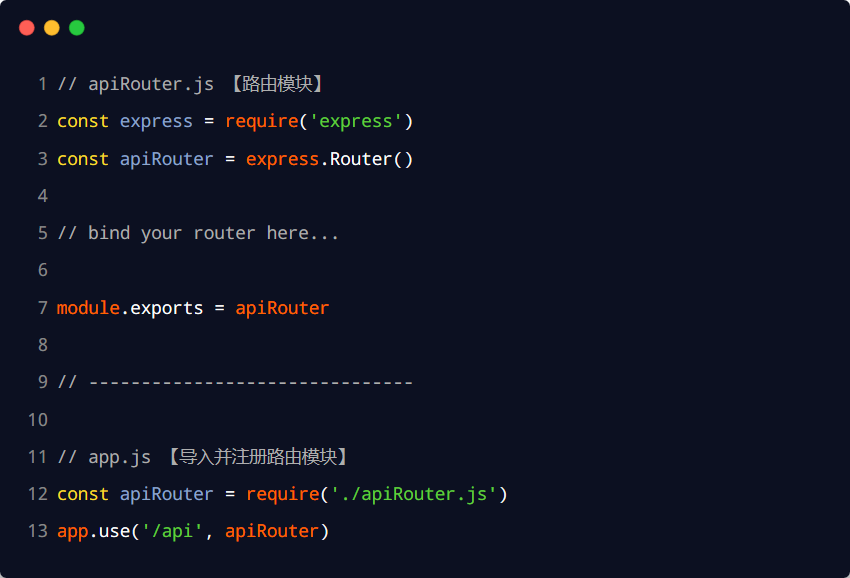 1 // apiRouter.js 【路由模块】
2 const express = require('express')
3 const apiRouter = express.Router()
4
5 // bind your router here...
6
7 module.exports = apiRouter
8
9 // -------------------------------
10
11 // app.js 【导入并注册路由模块】
12 const apiRouter = require('./apiRouter.js')
13 app.use('/api', apiRouter)